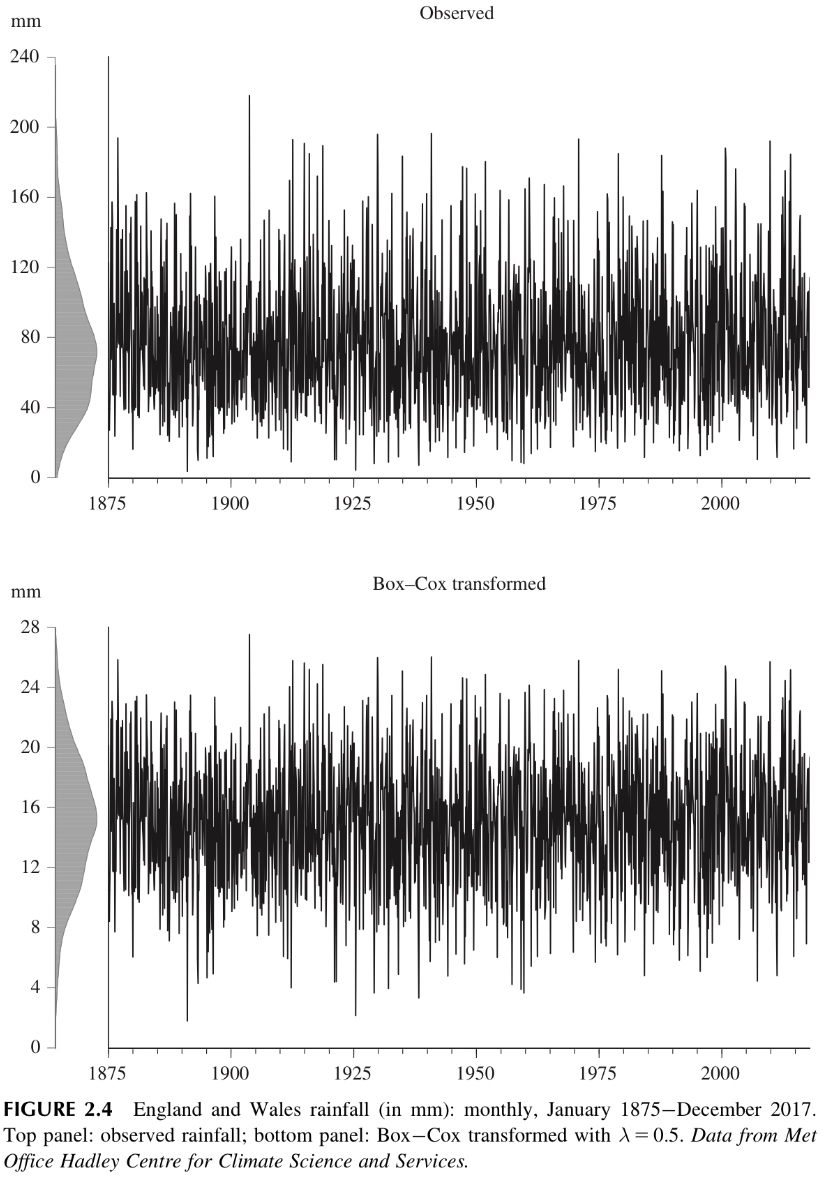 Observed
mm
240
200
160
120
80
40
0
1875 1900 1925 1950 1975 2000
Box–Cox transformed
mm
28
24
20
16
12
8
4
0
1875 1900 1925 1950 1975 2000
FIGURE 2.4 England and Wales rainfall (in mm): monthly, January 1875−December 2017.
Top panel: observed rainfall; bottom panel: Box−Cox transformed with λ = 0.5. Data from Met
Office Hadley Centre for Climate Science and Services.